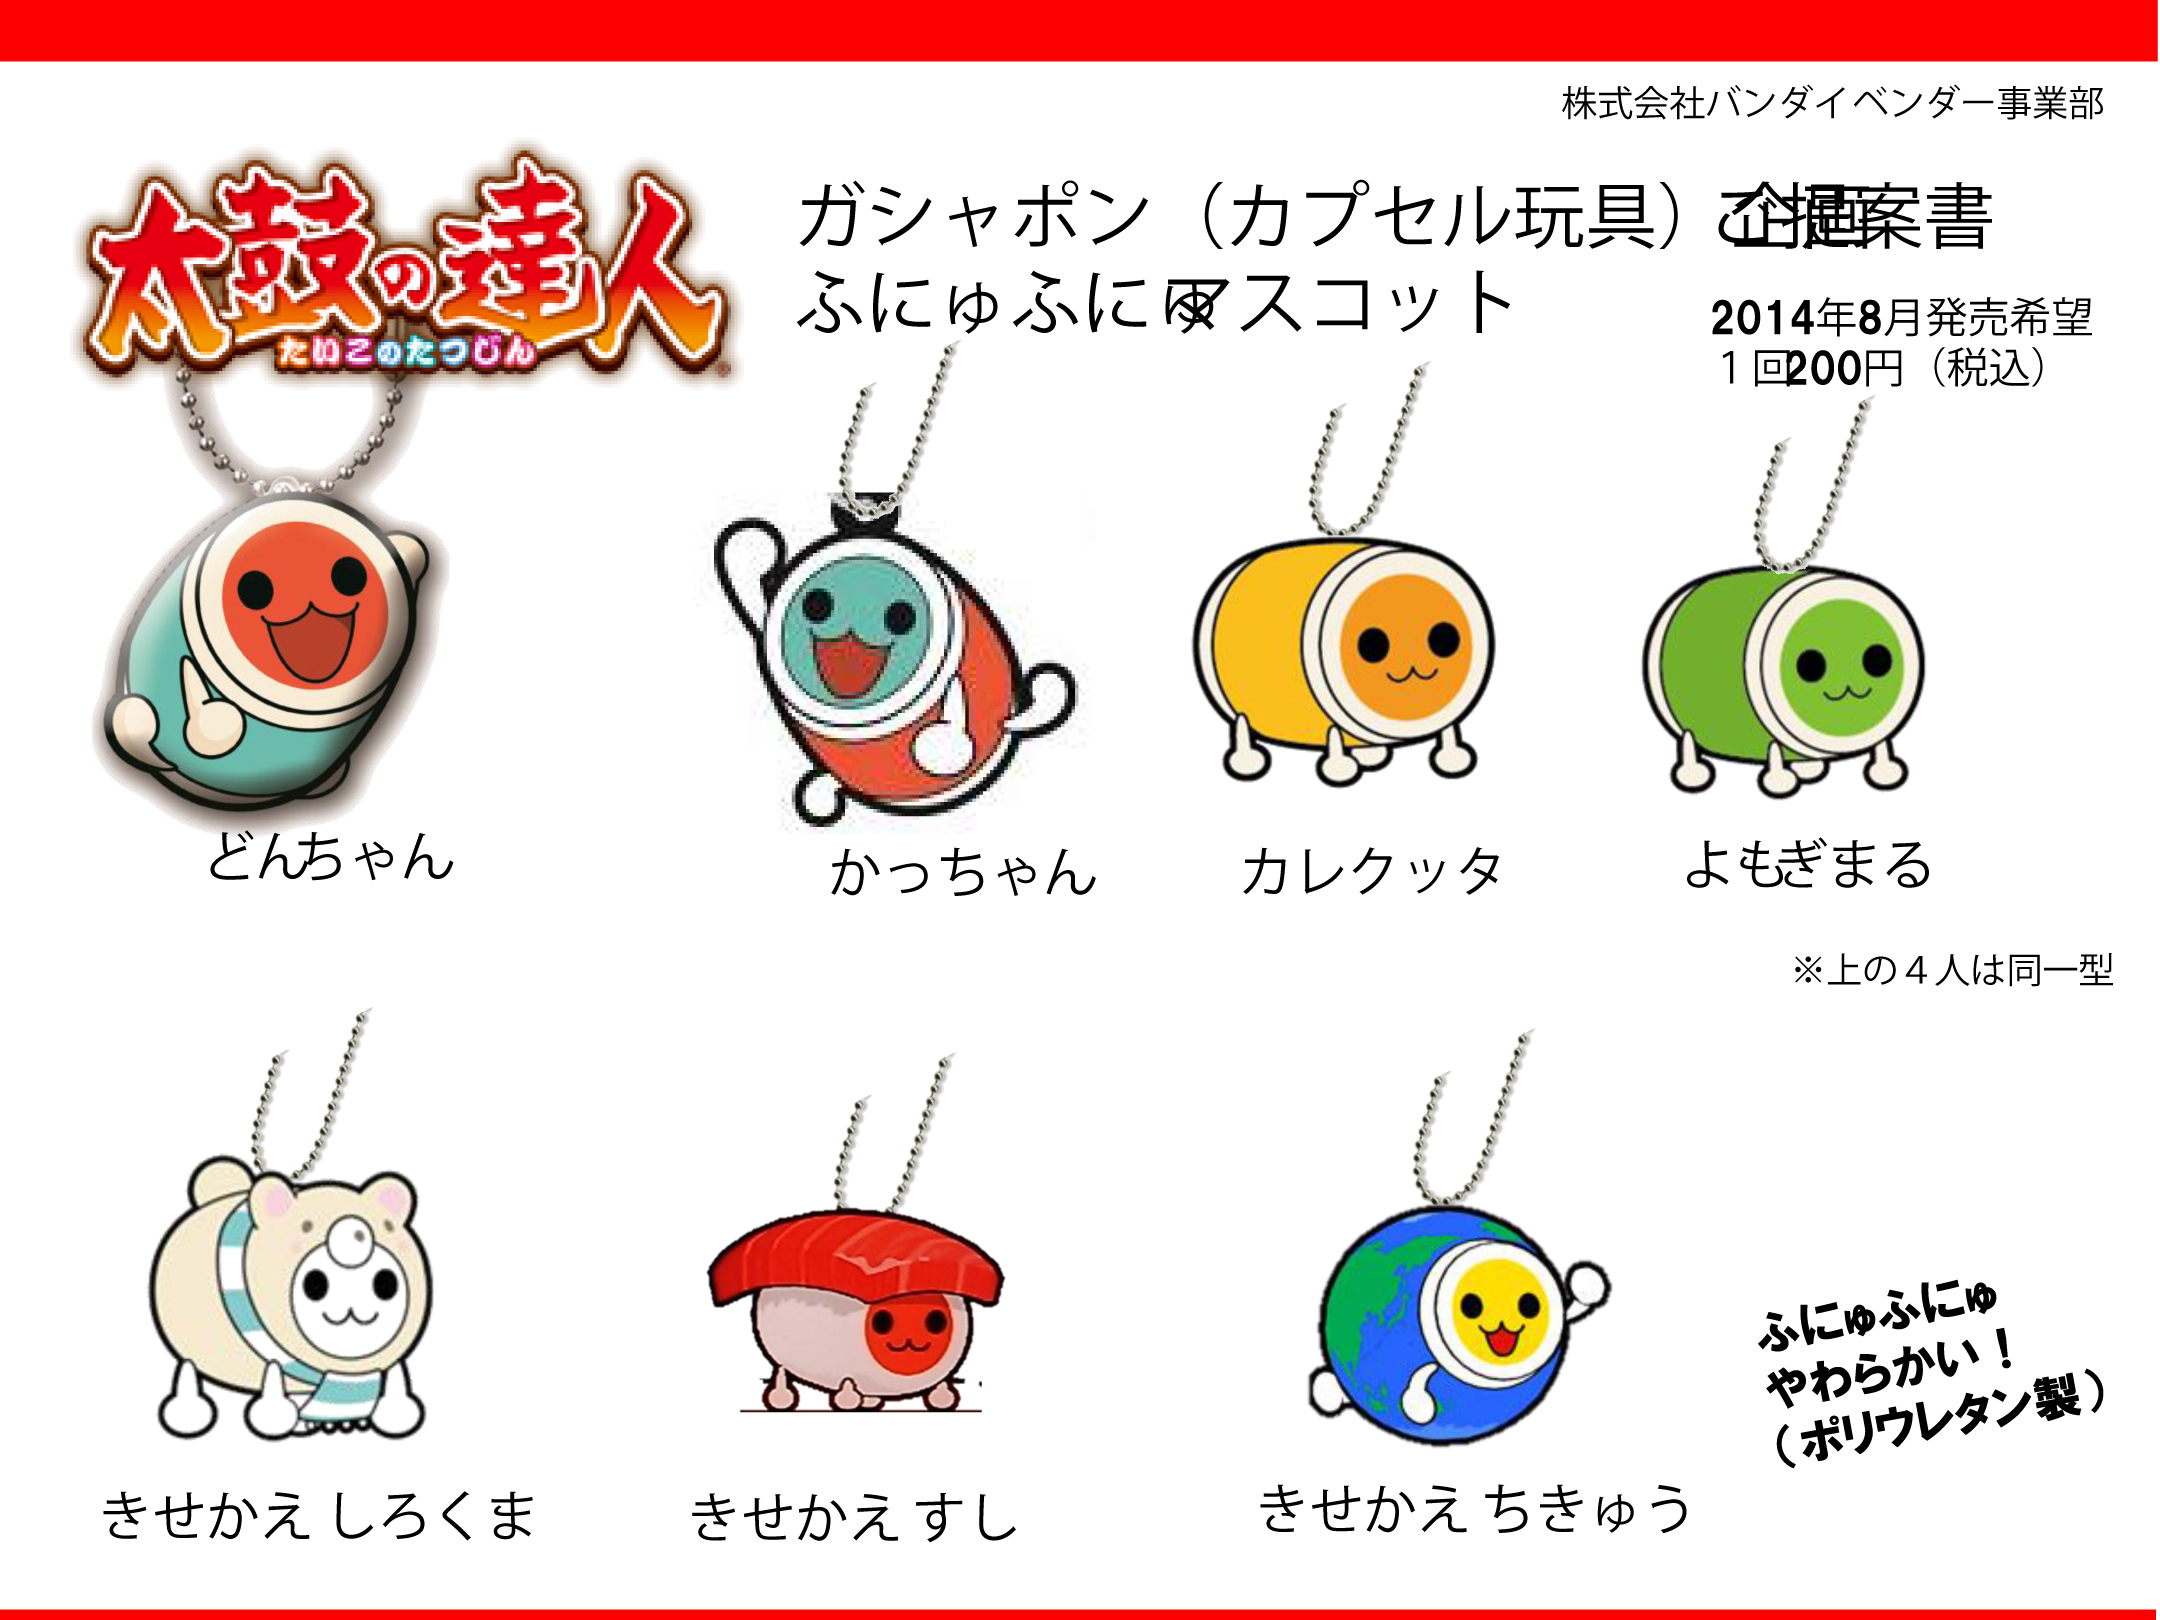 株式会社バンダイベンダー事業部
太鼓の達人
たいこのたつじん
ガシャポン（カプセル玩具）企画ご提案書
ふにゅふにゅマスコット
2014年8月発売希望
１回200円（税込）
どんちゃん
かっちゃん
カレクッタ
よもぎまる
※上の４人は同一型
きせかえ しろくま
きせかえ すし
きせかえ ちきゅう
ふにゅふにゅ
やわらかい！
（ポリウレタン製）